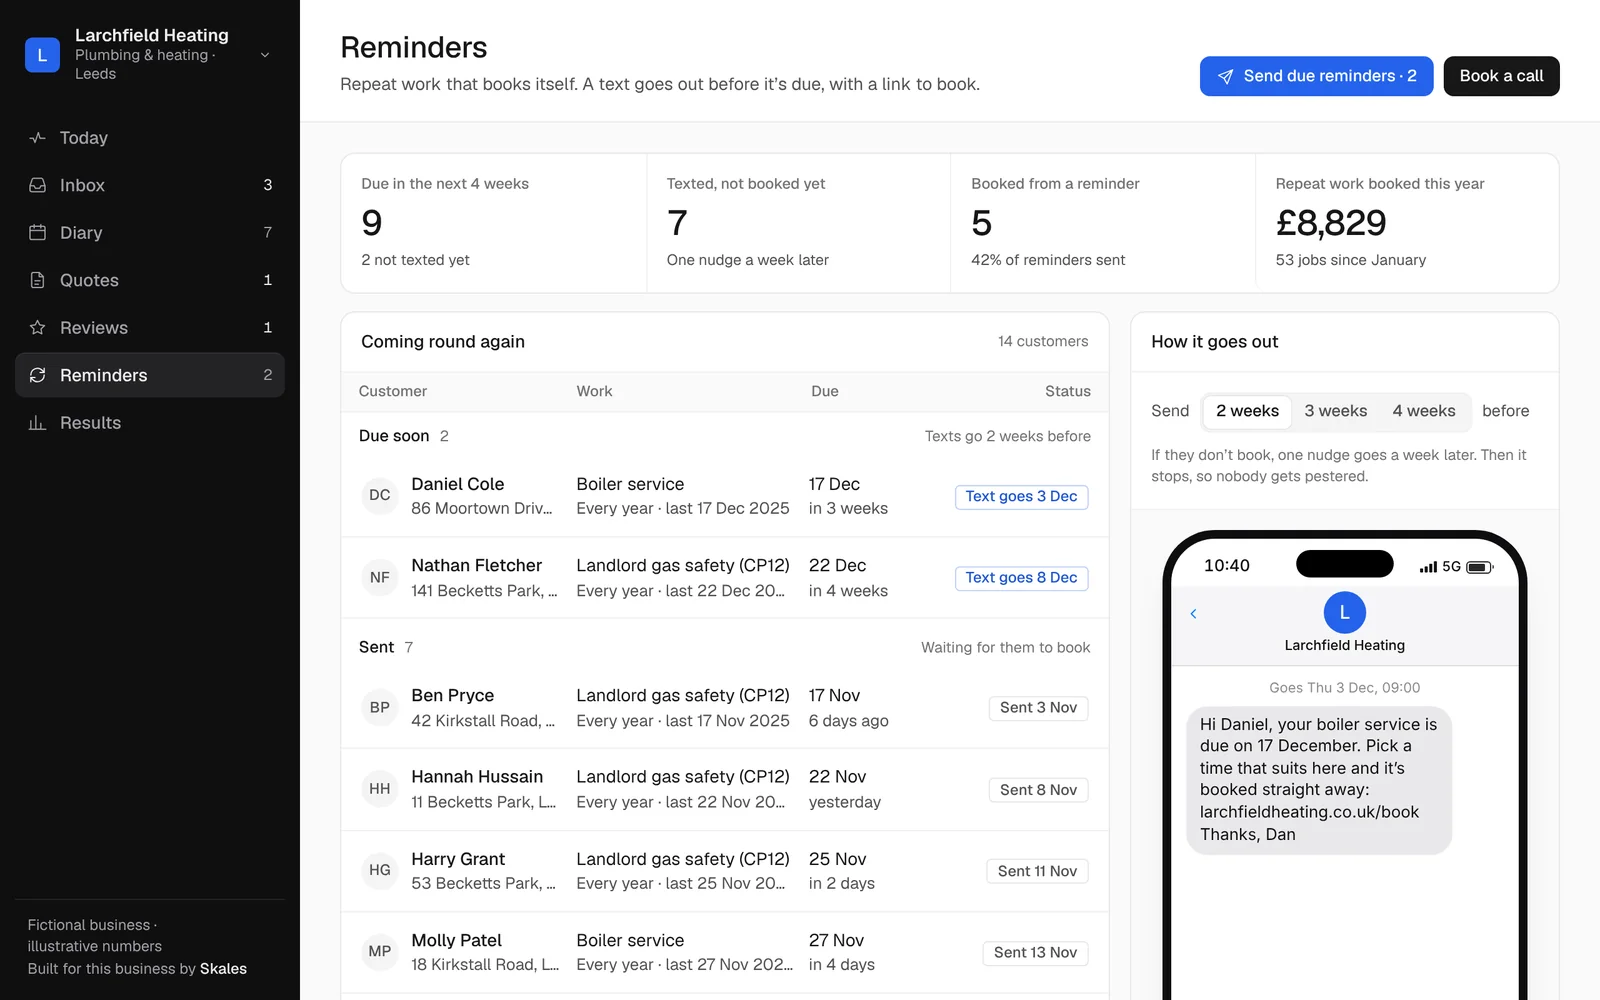 L
Larchfield Heating
Plumbing & heating ·
Leeds
Today
Inbox 3
Diary 7
Quotes 1
Reviews 1
Reminders 2
Results
Fictional business ·
illustrative numbers
Built for this business by Skales
Reminders
Repeat work that books itself. A text goes out before it’s due, with a link to book.
Send due reminders · 2
Book a call
Due in the next 4 weeks
9
2 not texted yet
Texted, not booked yet
7
One nudge a week later
Booked from a reminder
5
42% of reminders sent
Repeat work booked this year
£8,829
53 jobs since January
Coming round again 14 customers
Customer Work Due Status
Due soon 2 Texts go 2 weeks before
DC Daniel Cole Boiler service 17 Dec Text goes 3 Dec
86 Moortown Driv... Every year · last 17 Dec 2025 in 3 weeks
NF Nathan Fletcher Landlord gas safety (CP12) 22 Dec Text goes 8 Dec
141 Becketts Park, ... Every year · last 22 Dec 20... in 4 weeks
Sent 7 Waiting for them to book
BP Ben Pryce Landlord gas safety (CP12) 17 Nov Sent 3 Nov
42 Kirkstall Road, ... Every year · last 17 Nov 2025 6 days ago
HH Hannah Hussain Landlord gas safety (CP12) 22 Nov Sent 8 Nov
11 Becketts Park, L... Every year · last 22 Nov 20... yesterday
HG Harry Grant Landlord gas safety (CP12) 25 Nov Sent 11 Nov
53 Becketts Park, ... Every year · last 25 Nov 20... in 2 days
MP Molly Patel Boiler service 27 Nov Sent 13 Nov
18 Kirkstall Road, L... Every year · last 27 Nov 202... in 4 days
How it goes out
Send 2 weeks 3 weeks 4 weeks before
If they don’t book, one nudge goes a week later. Then it
stops, so nobody gets pestered.
10:40 5G
L
Larchfield Heating
Goes Thu 3 Dec, 09:00
Hi Daniel, your boiler service is
due on 17 December. Pick a
time that suits here and it’s
booked straight away:
larchfieldheating.co.uk/book
Thanks, Dan